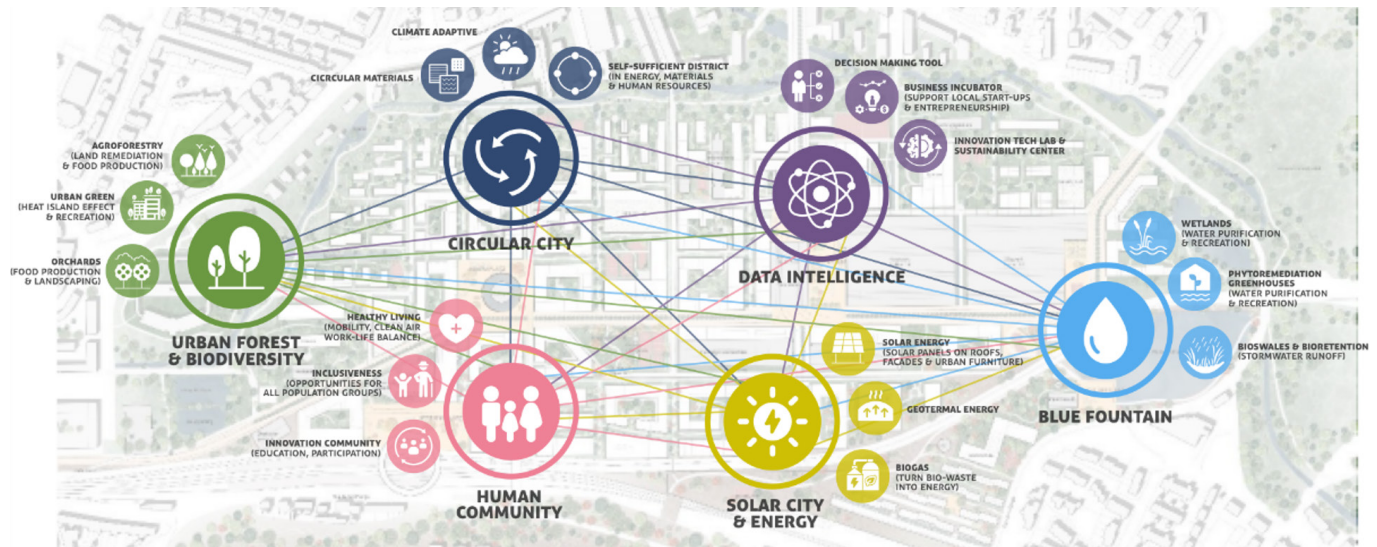 CLIMATE ADAPTIVE
CICRCULAR MATERIALS
SELF-SUFFICIENT DISTRICT
(IN ENERGY, MATERIALS
& HUMAN RESOURCES)
CIRCULAR CITY
DECISION MAKING TOOL
BUSINESS INCUBATOR
(SUPPORT LOCAL START-UPS
& ENTREPRENEURSHIP)
INNOVATION TECH LAB &
SUSTAINABILITY CENTER
DATA INTELLIGENCE
AGROFORESTRY
(LAND REMEDIATION
& FOOD PRODUCTION)
URBAN GREEN
(HEAT ISLAND EFFECT
& RECREATION)
ORCHARDS
(FOOD PRODUCTION
& LANDSCAPING)
URBAN FOREST
& BIODIVERSITY
WETLANDS
(WATER PURIFICATION
& RECREATION)
PHYTOREMEDIATION
GREENHOUSES
(WATER PURIFICATION
& RECREATION)
BIOSWALES & BIORETENTION
(STORMWATER RUNOFF)
BLUE FOUNTAIN
HEALTHY LIVING
(MOBILITY, CLEAN AIR
WORK-LIFE BALANCE)
INCLUSIVENESS
(OPPORTUNITIES FOR
ALL POPULATION GROUPS)
INNOVATION COMMUNITY
(EDUCATION, PARTICIPATION)
HUMAN
COMMUNITY
SOLAR ENERGY
(SOLAR PANELS ON ROOFS,
FACADES & URBAN FURNITURE)
GEOTERMAL ENERGY
BIOGAS
(TURN BIO-WASTE
INTO ENERGY)
SOLAR CITY
& ENERGY